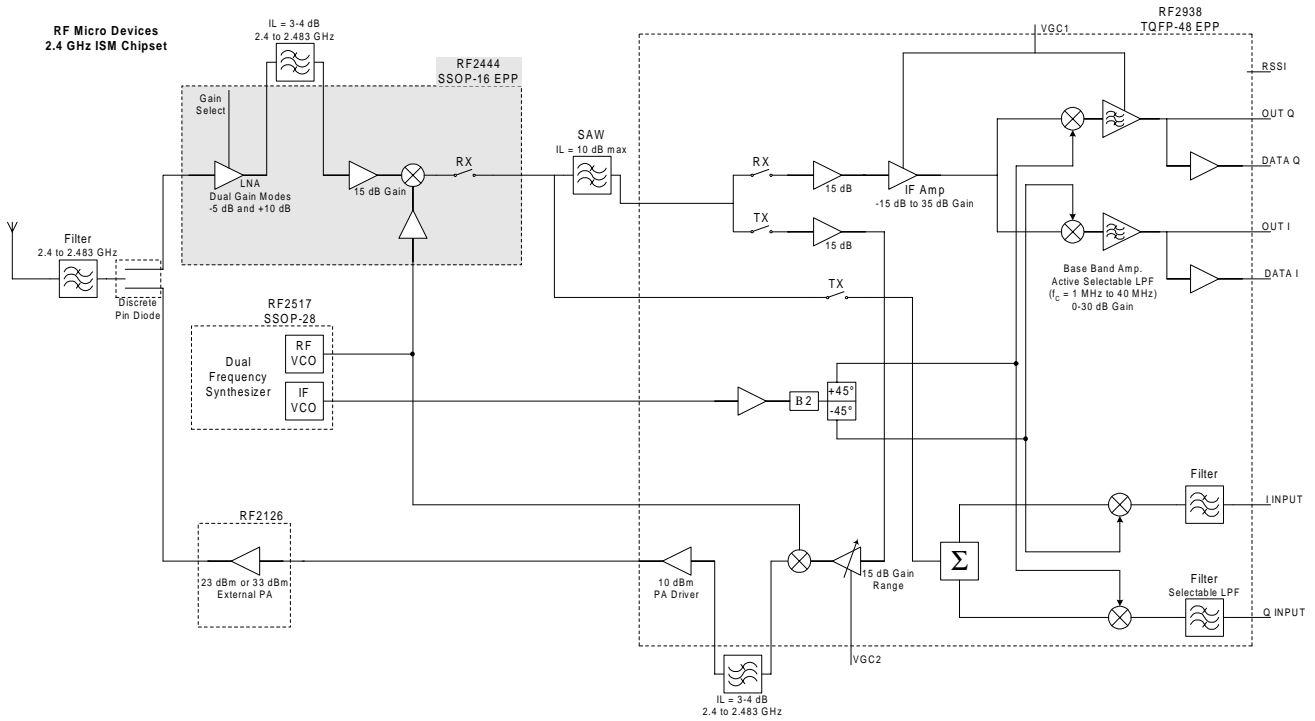 RF Micro Devices
2.4 GHz ISM Chipset
IL = 3-4 dB
2.4 to 2.483 GHz
RF2444
SSOP-16 EPP
Gain
Select
LNA
Dual Gain Modes
-5 dB and +10 dB
15 dB Gain
RX
SAW
IL = 10 dB max
RF2938
TQFP-48 EPP
VGC1
RSSI
OUT Q
DATA Q
OUT I
DATA I
RX
15 dB
IF Amp
-15 dB to 35 dB Gain
TX
15 dB
TX
Base Band Amp.
Active Selectable LPF
(fC = 1 MHz to 40 MHz)
0-30 dB Gain
Filter
2.4 to 2.483 GHz
Discrete
Pin Diode
RF2517
SSOP-28
Dual
Frequency
Synthesizer
RF
VCO
IF
VCO
В 2
+45°
-45°
Filter
I INPUT
Σ
Filter
Selectable LPF
Q INPUT
RF2126
23 dBm or 33 dBm
External PA
10 dBm
PA Driver
15 dB Gain
Range
VGC2
IL = 3-4 dB
2.4 to 2.483 GHz